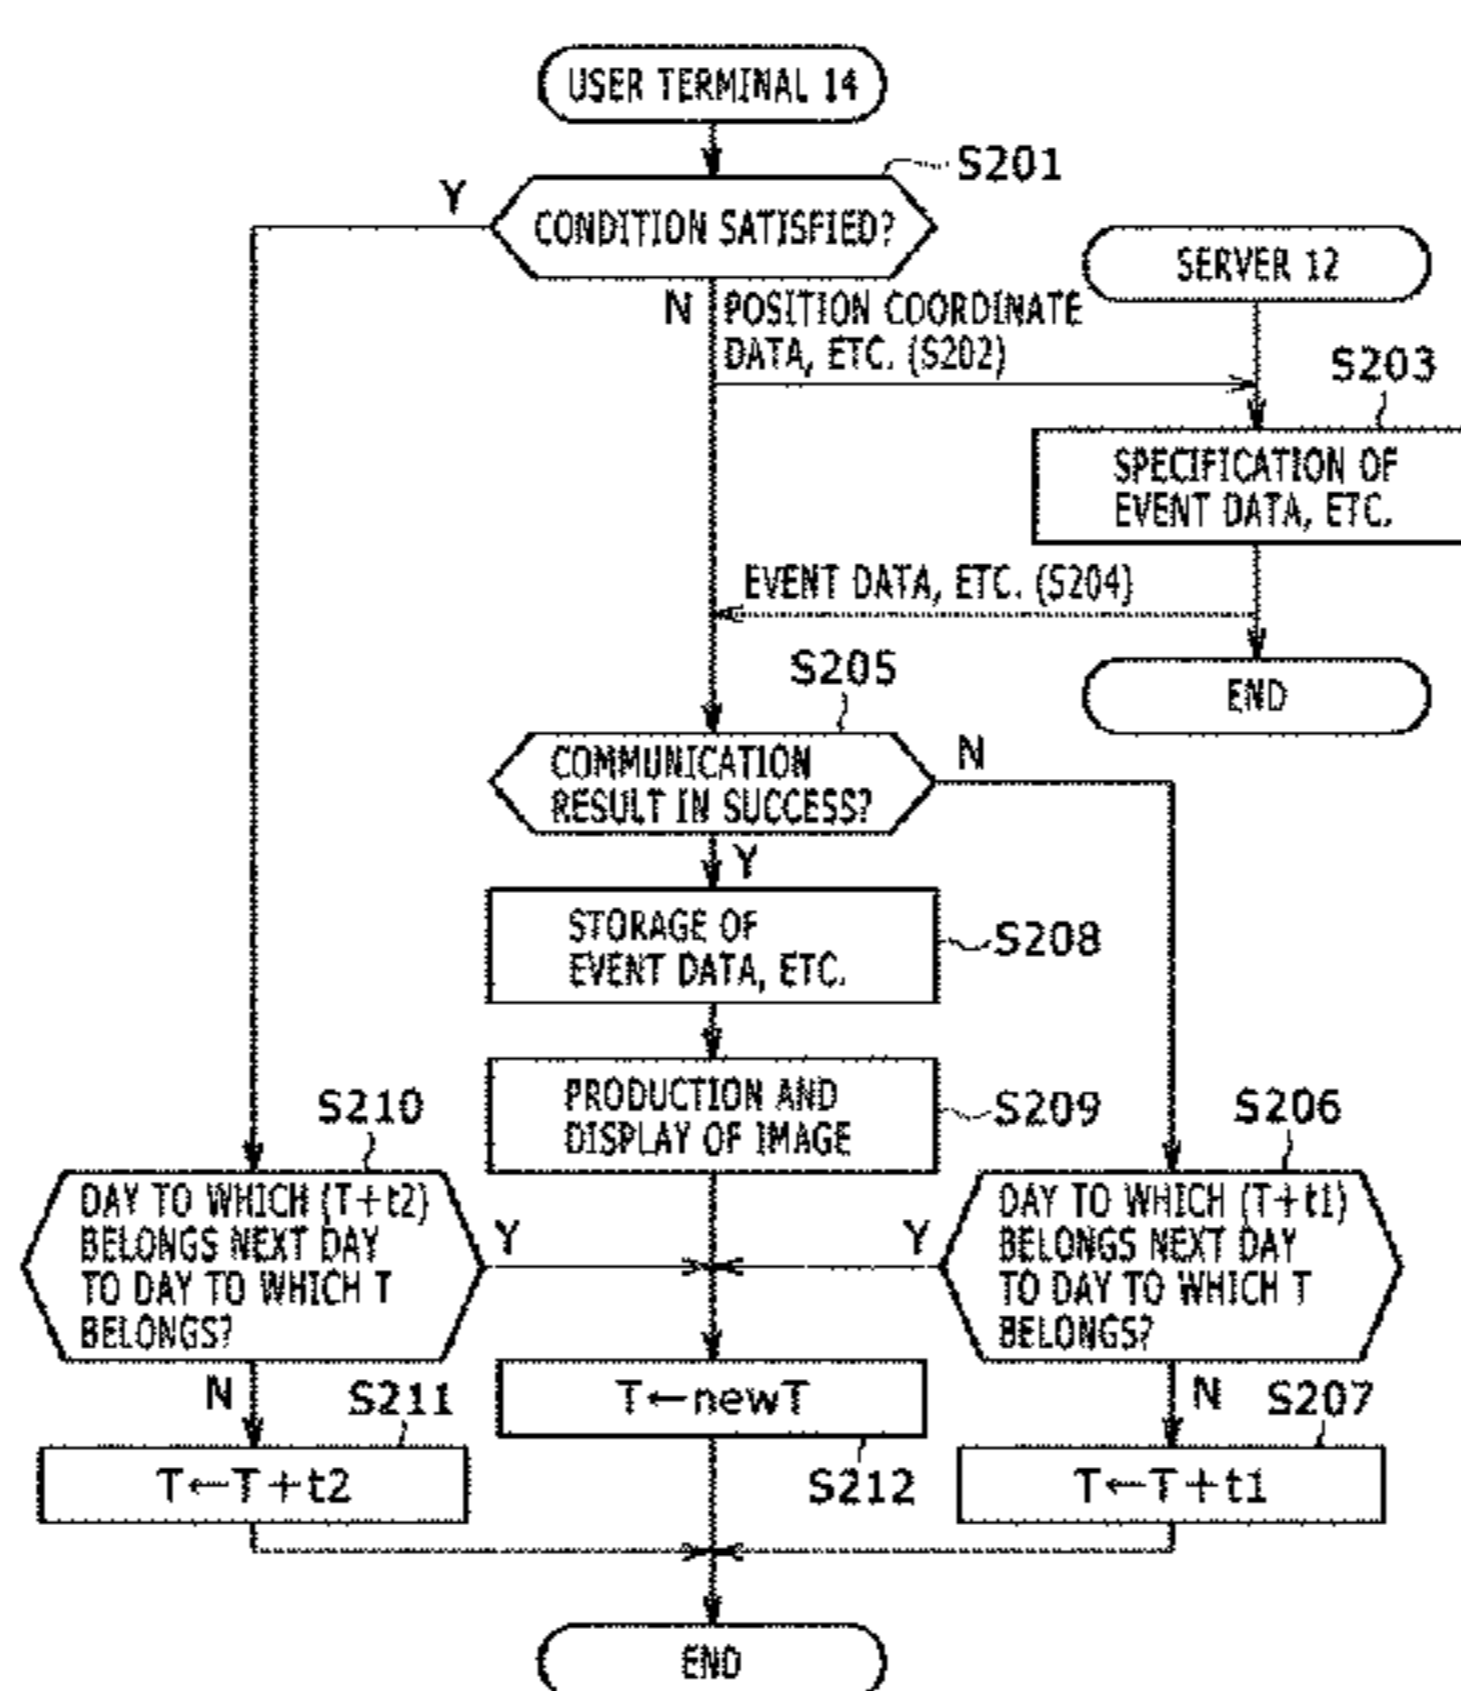 USER TERMINAL 14
S201
Y
CONDITION SATISFIED?
SERVER 12
N
POSITION COORDINATE
DATA, ETC. (S202)
S203
SPECIFICATION OF
EVENT DATA, ETC.
EVENT DATA, ETC. (S204)
END
S205
COMMUNICATION
RESULT IN SUCCESS?
N
Y
STORAGE OF
EVENT DATA, ETC.
S208
PRODUCTION AND
DISPLAY OF IMAGE
S209
S210
DAY TO WHICH (T+t2)
BELONGS NEXT DAY
TO DAY TO WHICH T
BELONGS?
Y
S206
DAY TO WHICH (T+t1)
BELONGS NEXT DAY
TO DAY TO WHICH T
BELONGS?
Y
N
S211
T←T+t2
T←newT
S212
N
S207
T←T+t1
END